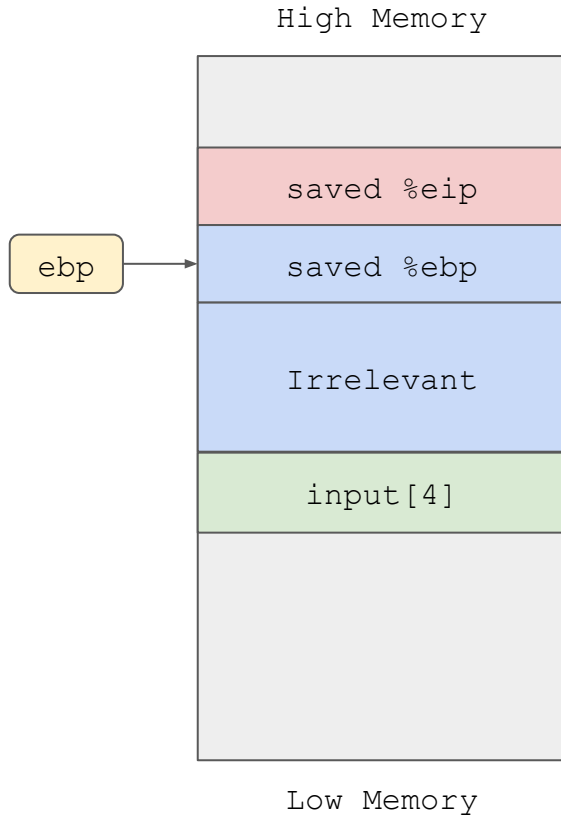 High Memory
saved %eip
ebp
saved %ebp
Irrelevant
input[4]
Low Memory